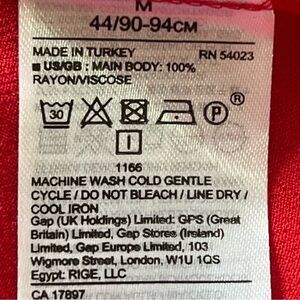 M
44/90-94CM
MADE IN TURKEY RN 54023
■ US/GB : MAIN BODY: 100%
RAYON/VISCOSE
30 P ®
I
1166
MACHINE WASH COLD GENTLE
CYCLE / DO NOT BLEACH / LINE DRY /
COOL IRON
Gap (UK Holdings) Limited: GPS (Great
Britain) Limited, Gap Stores (Ireland)
Limited, Gap Europe Limited, 103
Wigmore Street, London, W1U 1QS
Egypt: RIGE, LLC
CA 17897